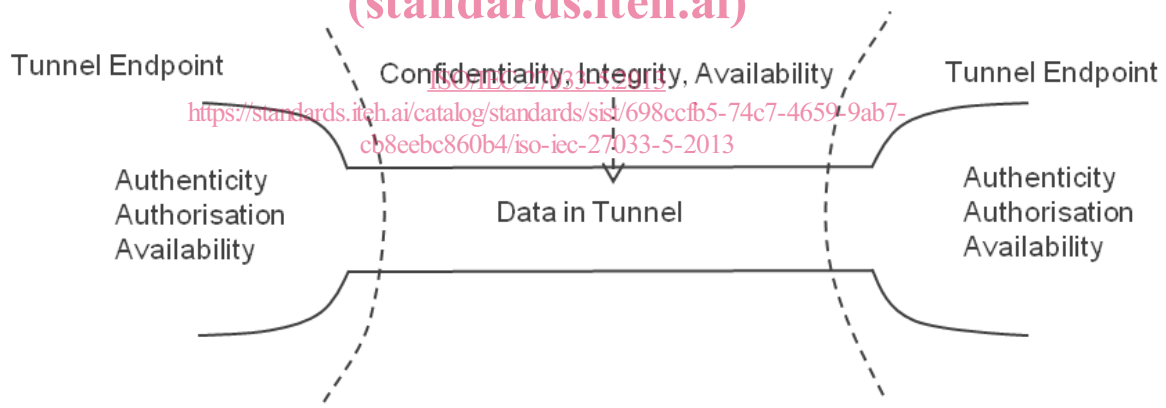 (standards.iteh.ai)
Tunnel Endpoint
Confidentiality, Integrity, Availability
Tunnel Endpoint
ISO/IEC 27033-5:2013
https://standards.iteh.ai/catalog/standards/sist/698ccfb5-74c7-4659-9ab7-
cb8eebc860b4/iso-iec-27033-5-2013
Authenticity
Authorisation
Availability
Data in Tunnel
Authenticity
Authorisation
Availability